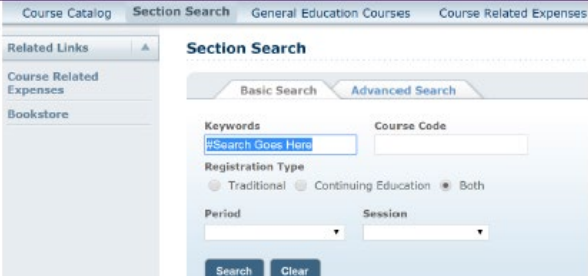 Course Catalog Section Search General Education Courses Course Related Expenses
Related Links
Course Related
Expenses
Bookstore
Section Search
Basic Search Advanced Search
Keywords Course Code
#Search Goes Here
Registration Type
Traditional Continuing Education Both
Period Session
Search Clear